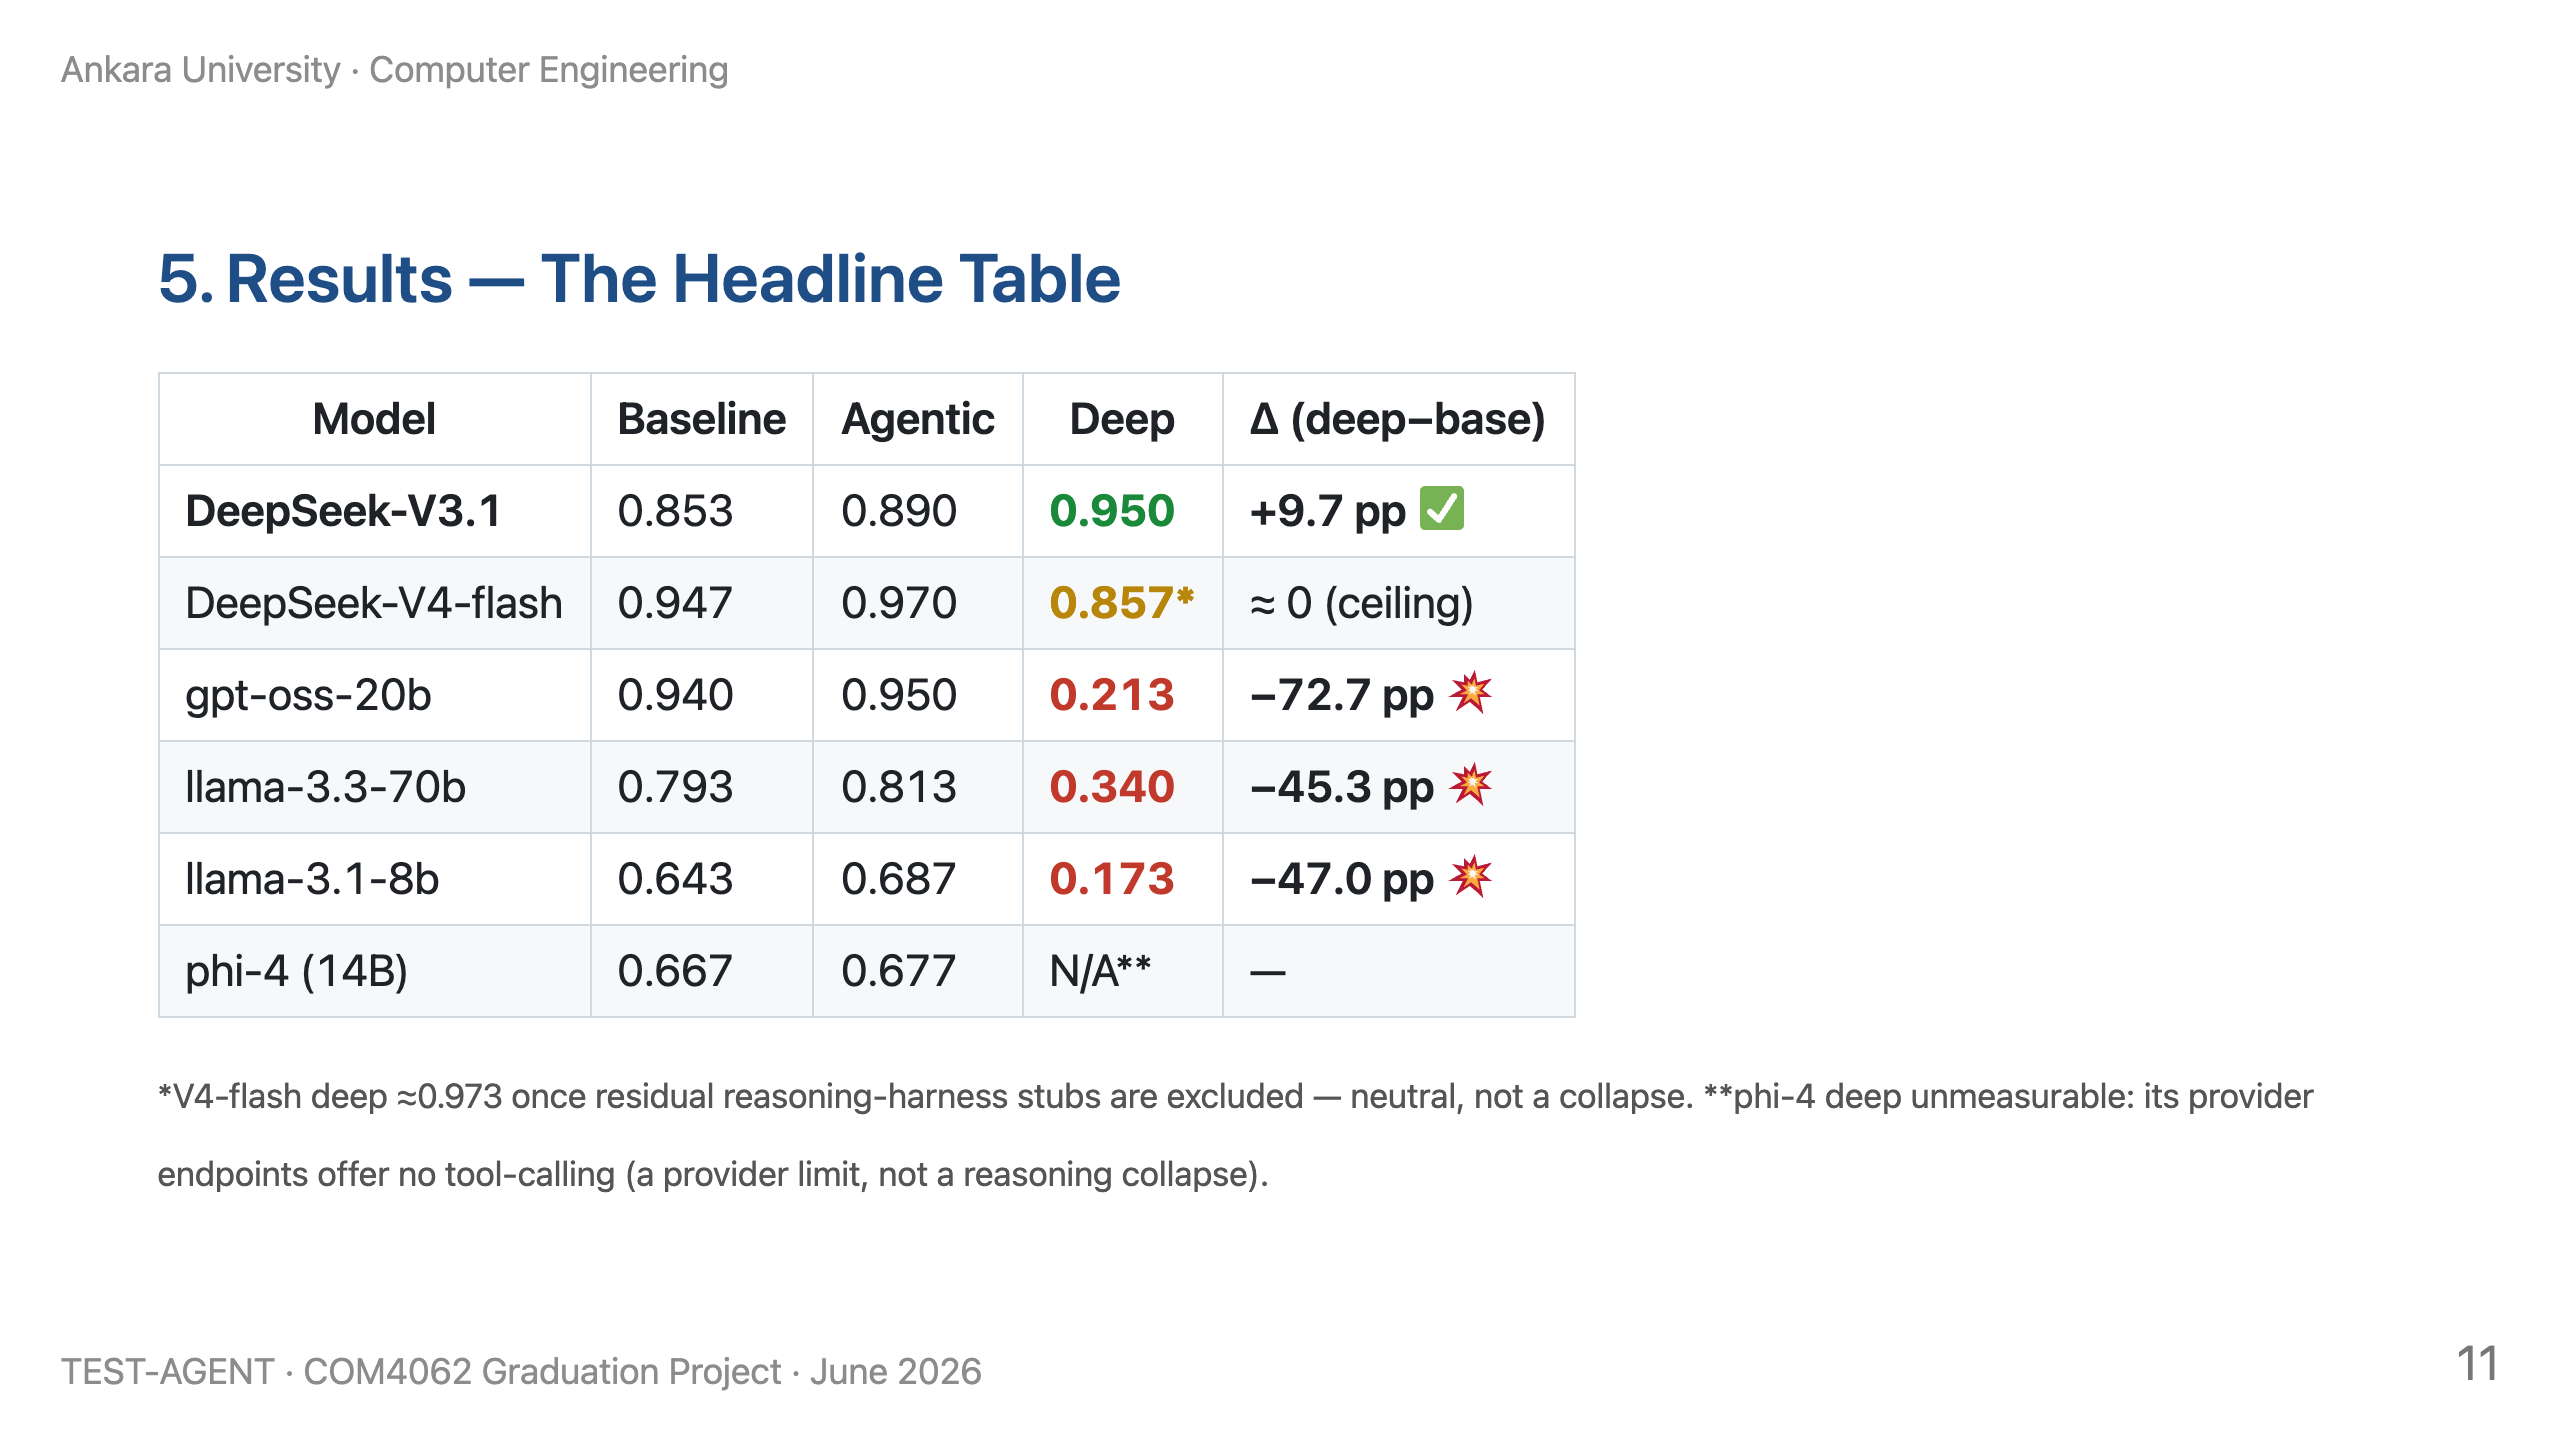 Ankara University · Computer Engineering
5. Results — The Headline Table
Model Baseline Agentic Deep Δ (deep–base)
DeepSeek-V3.1 0.853 0.890 0.950 +9.7 pp ✅
DeepSeek-V4-flash 0.947 0.970 0.857* ≈ 0 (ceiling)
gpt-oss-20b 0.940 0.950 0.213 −72.7 pp 💥
llama-3.3-70b 0.793 0.813 0.340 −45.3 pp 💥
llama-3.1-8b 0.643 0.687 0.173 −47.0 pp 💥
phi-4 (14B) 0.667 0.677 N/A** —
*V4-flash deep ≈0.973 once residual reasoning-harness stubs are excluded — neutral, not a collapse. **phi-4 deep unmeasurable: its provider
endpoints offer no tool-calling (a provider limit, not a reasoning collapse).
TEST-AGENT · COM4062 Graduation Project · June 2026
11